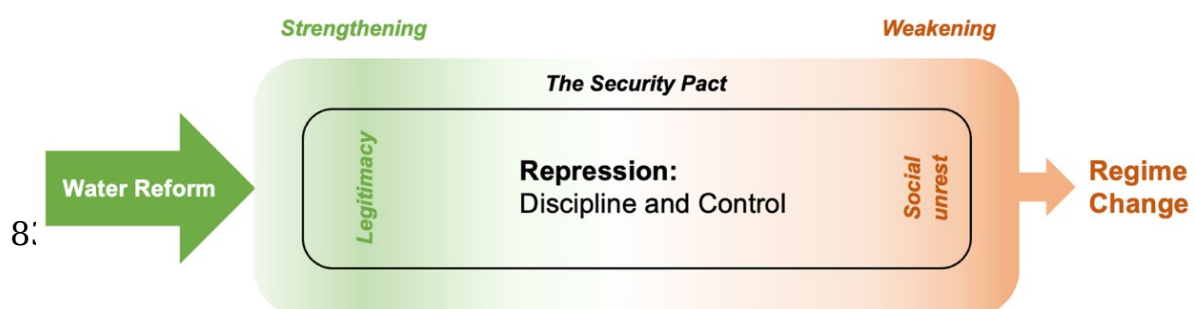 Strengthening
Weakening
The Security Pact
Water Reform
Legitimacy
Repression:
Discipline and Control
Social
unrest
Regime
Change